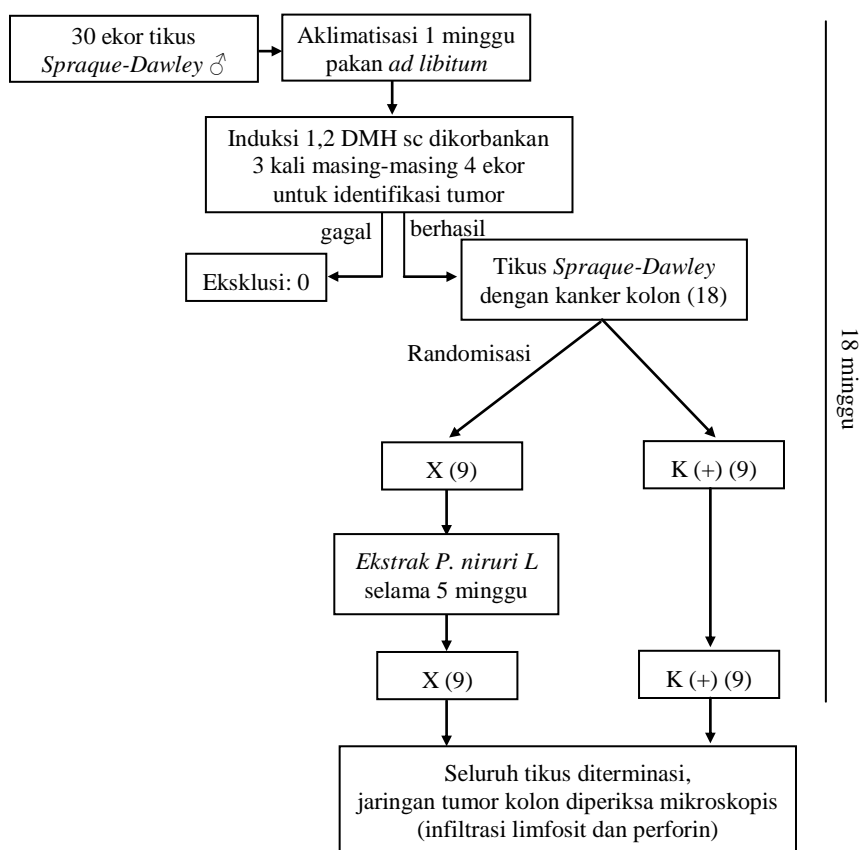 30 ekor tikus
Spraque-Dawley ♂
Aklimatisasi 1 minggu
pakan ad libitum
Induksi 1,2 DMH sc dikorbankan
3 kali masing-masing 4 ekor
untuk identifikasi tumor
gagal
berhasil
Eksklusi: 0
Tikus Spraque-Dawley
dengan kanker kolon (18)
Randomisasi
18 minggu
X (9)
K (+) (9)
Ekstrak P. niruri L
selama 5 minggu
X (9)
K (+) (9)
Seluruh tikus diterminasi,
jaringan tumor kolon diperiksa mikroskopis
(infiltrasi limfosit dan perforin)